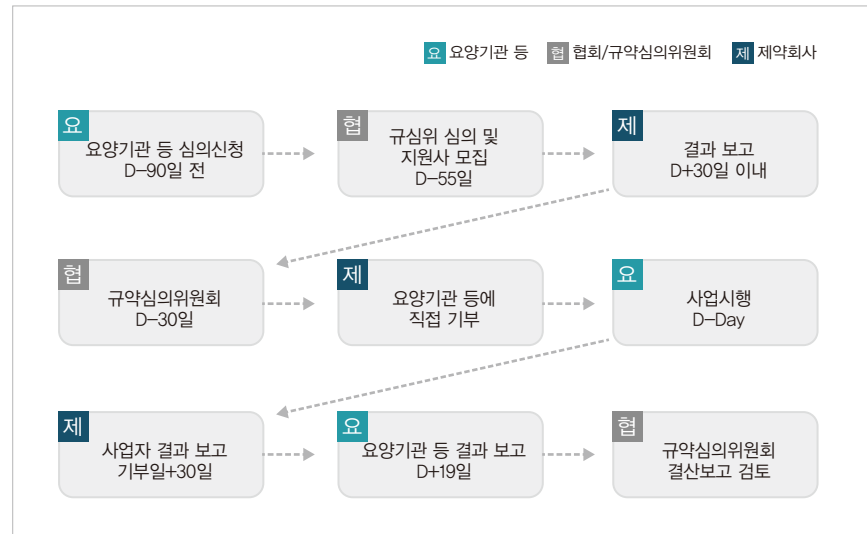 요 요양기관 등 협 협회/규약심의위원회 제 제약회사
요
요양기관 등 심의신청
D-90일 전
협
규심위 심의 및
지원사 모집
D-55일
제
결과 보고
D+30일 이내
협
규약심의위원회
D-30일
제
요양기관 등에
직접 기부
요
사업시행
D-Day
제
사업자 결과 보고
기부일+30일
요
요양기관 등 결과 보고
D+19일
협
규약심의위원회
결산보고 검토